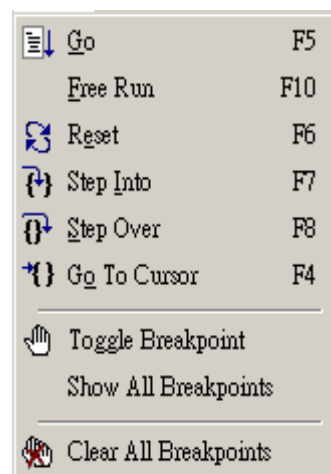 Go F5
Free Run F10
Reset F6
Step Into F7
Step Over F8
Go To Cursor F4
Toggle Breakpoint
Show All Breakpoints
Clear All Breakpoints